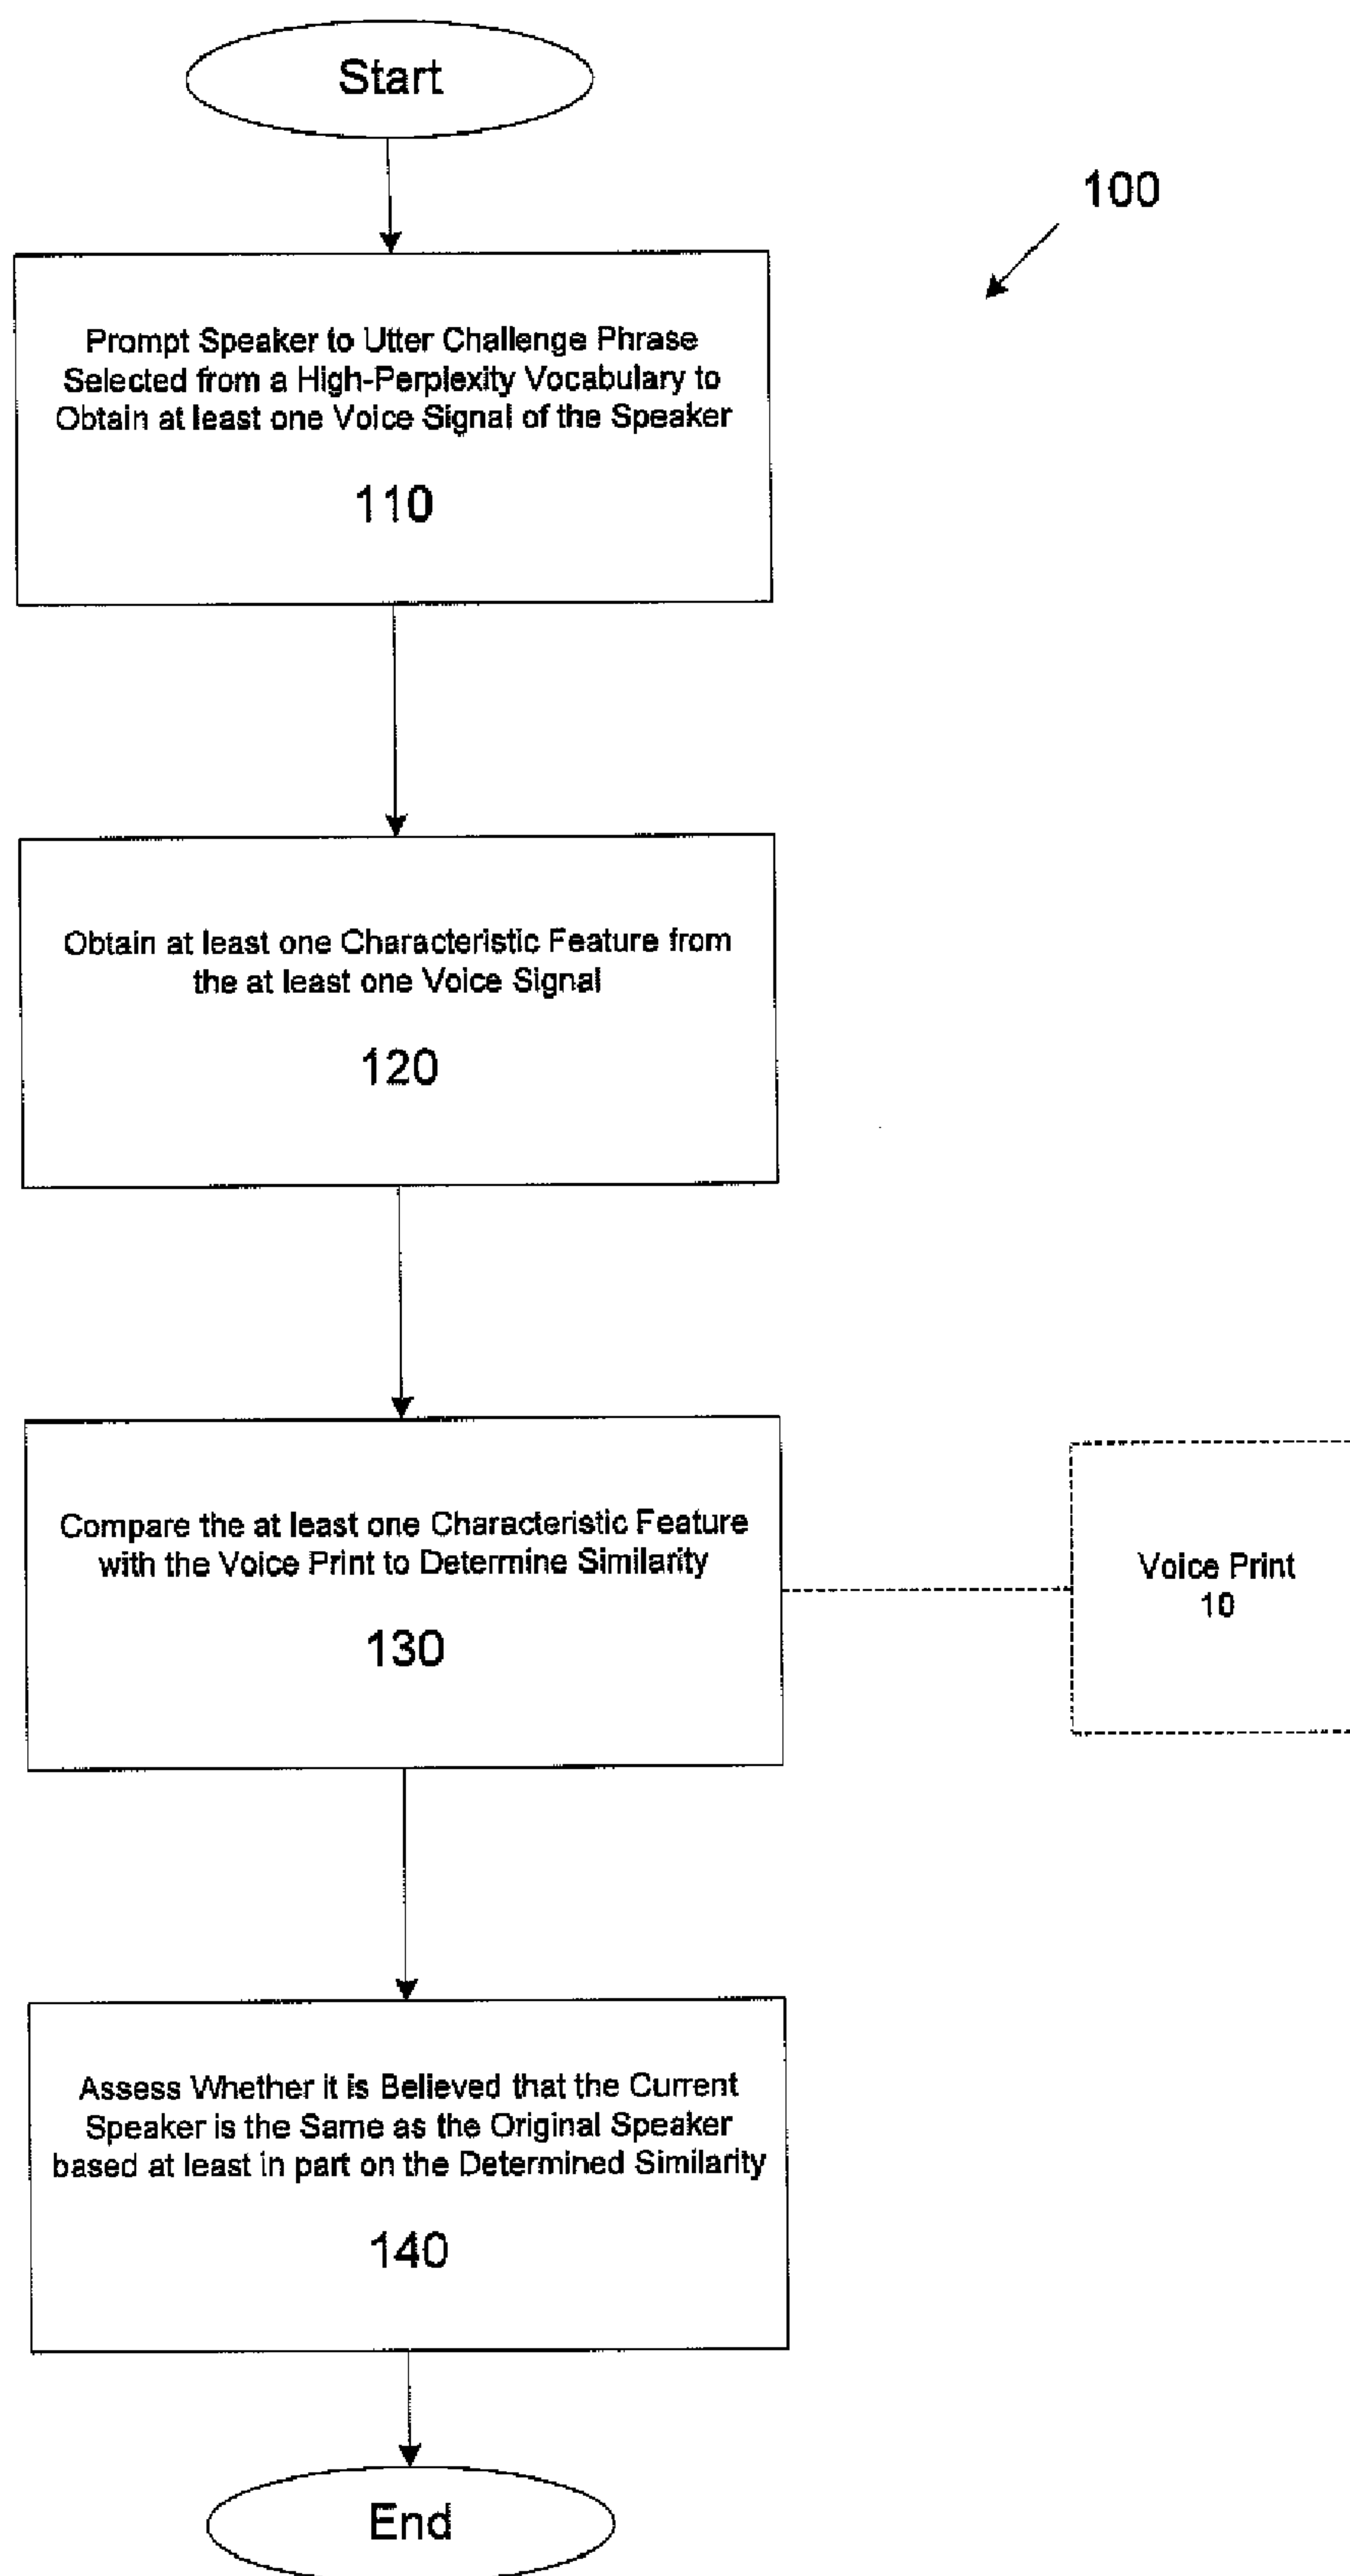 Start
100
Prompt Speaker to Utter Challenge Phrase
Selected from a High-Perplexity Vocabulary to
Obtain at least one Voice Signal of the Speaker
110
Obtain at least one Characteristic Feature from
the at least one Voice Signal
120
Compare the at least one Characteristic Feature
with the Voice Print to Determine Similarity
130
Voice Print
10
Assess Whether it is Believed that the Current
Speaker is the Same as the Original Speaker
based at least in part on the Determined Similarity
140
End